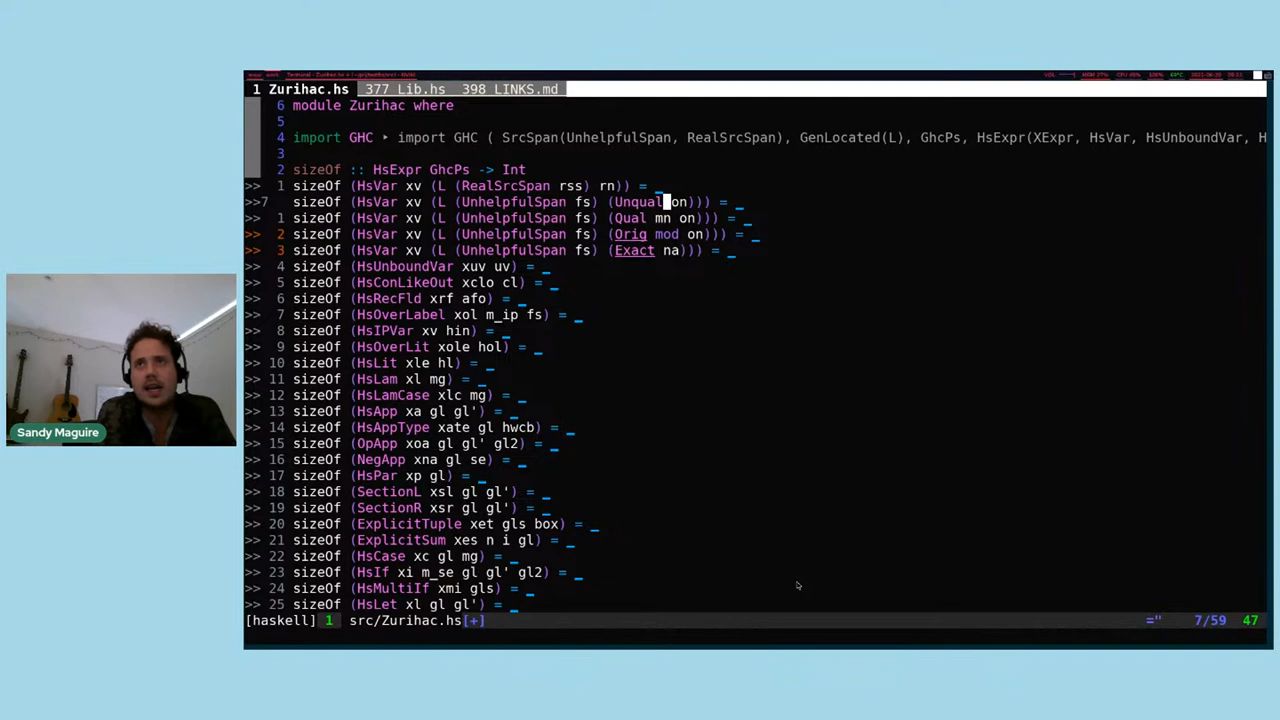 1 Zurihac.hs 377 Lib.hs 398 LINKS.md
6 module Zurihac where
5
4 import GHC ‣ import GHC ( SrcSpan(UnhelpfulSpan, RealSrcSpan), GenLocated(L), GhcPs, HsExpr(XExpr, HsVar, HsUnboundVar, H
3
2 sizeOf :: HsExpr GhcPs -> Int
>> 1 sizeOf (HsVar xv (L (RealSrcSpan rss) rn)) = _
>>7 sizeOf (HsVar xv (L (UnhelpfulSpan fs) (Unqual on))) = _
>> 1 sizeOf (HsVar xv (L (UnhelpfulSpan fs) (Qual mn on))) = _
>> 2 sizeOf (HsVar xv (L (UnhelpfulSpan fs) (Orig mod on))) = _
>> 3 sizeOf (HsVar xv (L (UnhelpfulSpan fs) (Exact na))) = _
>> 4 sizeOf (HsUnboundVar xuv uv) = _
>> 5 sizeOf (HsConLikeOut xclo cl) = _
>> 6 sizeOf (HsRecFld xrf afo) = _
>> 7 sizeOf (HsOverLabel xol m_ip fs) = _
>> 8 sizeOf (HsIPVar xv hin) = _
>> 9 sizeOf (HsOverLit xole hol) = _
>> 10 sizeOf (HsLit xle hl) = _
>> 11 sizeOf (HsLam xl mg) = _
>> 12 sizeOf (HsLamCase xlc mg) = _
>> 13 sizeOf (HsApp xa gl gl') = _
>> 14 sizeOf (HsAppType xate gl hwcb) = _
>> 15 sizeOf (OpApp xoa gl gl' gl2) = _
>> 16 sizeOf (NegApp xna gl se) = _
>> 17 sizeOf (HsPar xp gl) = _
>> 18 sizeOf (SectionL xsl gl gl') = _
>> 19 sizeOf (SectionR xsr gl gl') = _
>> 20 sizeOf (ExplicitTuple xet gls box) = _
>> 21 sizeOf (ExplicitSum xes n i gl) = _
>> 22 sizeOf (HsCase xc gl mg) = _
>> 23 sizeOf (HsIf xi m_se gl gl' gl2) = _
>> 24 sizeOf (HsMultiIf xmi gls) = _
>> 25 sizeOf (HsLet xl gl gl') = _
[haskell] 1 src/Zurihac.hs[+] =" 7/59 47
Sandy Maguire